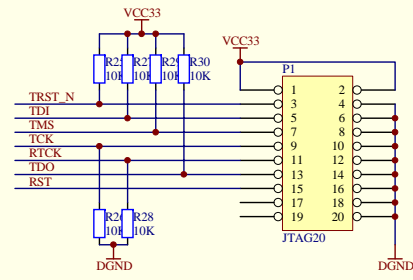 VCC33
R25 R27 R29 R30
10K 10K 10K 10K
VCC33
P1
1 2
TRST_N 3 4
TDI 5 6
TMS 7 8
TCK 9 10
RTCK 11 12
TDO 13 14
RST 15 16
17 18
19 20
R26 R28
10K 10K
JTAG20
DGND
DGND